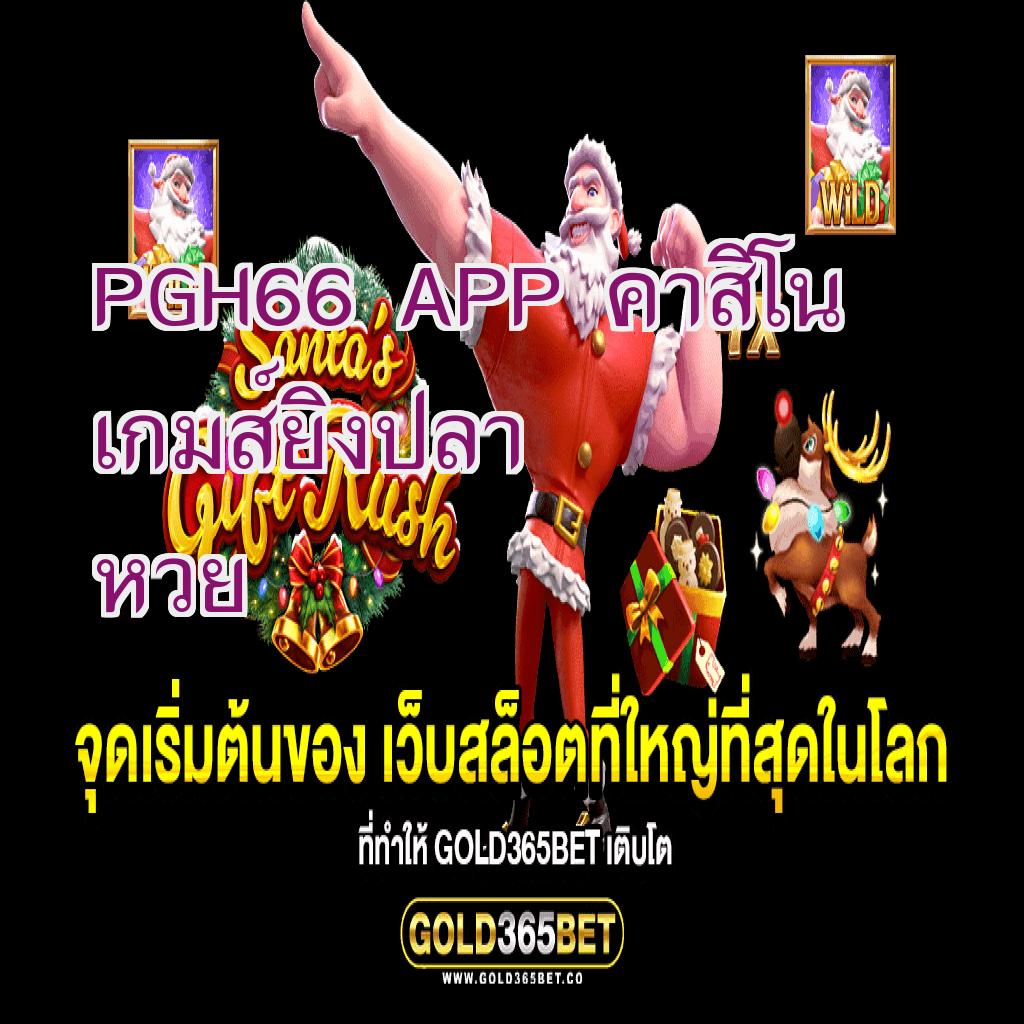 WILD
PGH66 APP คาสิโน
Santa's
เกมส์ยิงปลา
Gift Rush
หวย
จุดเริ่มต้นของ เว็บสล็อตที่ใหญ่ที่สุดในโลก
ที่ทำให้ GOLD365BET เติบโต
GOLD365BET
WWW.GOLD365BET.CO